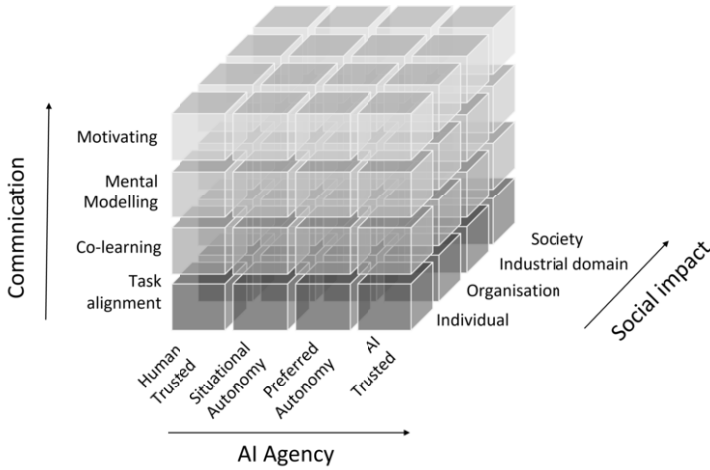 Commnication
Motivating
Mental
Modelling
Co-learning
Task
alignment
Society
Industrial domain
Organisation
Individual
Social impact
Human
Trusted
Situational
Autonomy
Preferred
Autonomy
AI
Trusted
AI Agency